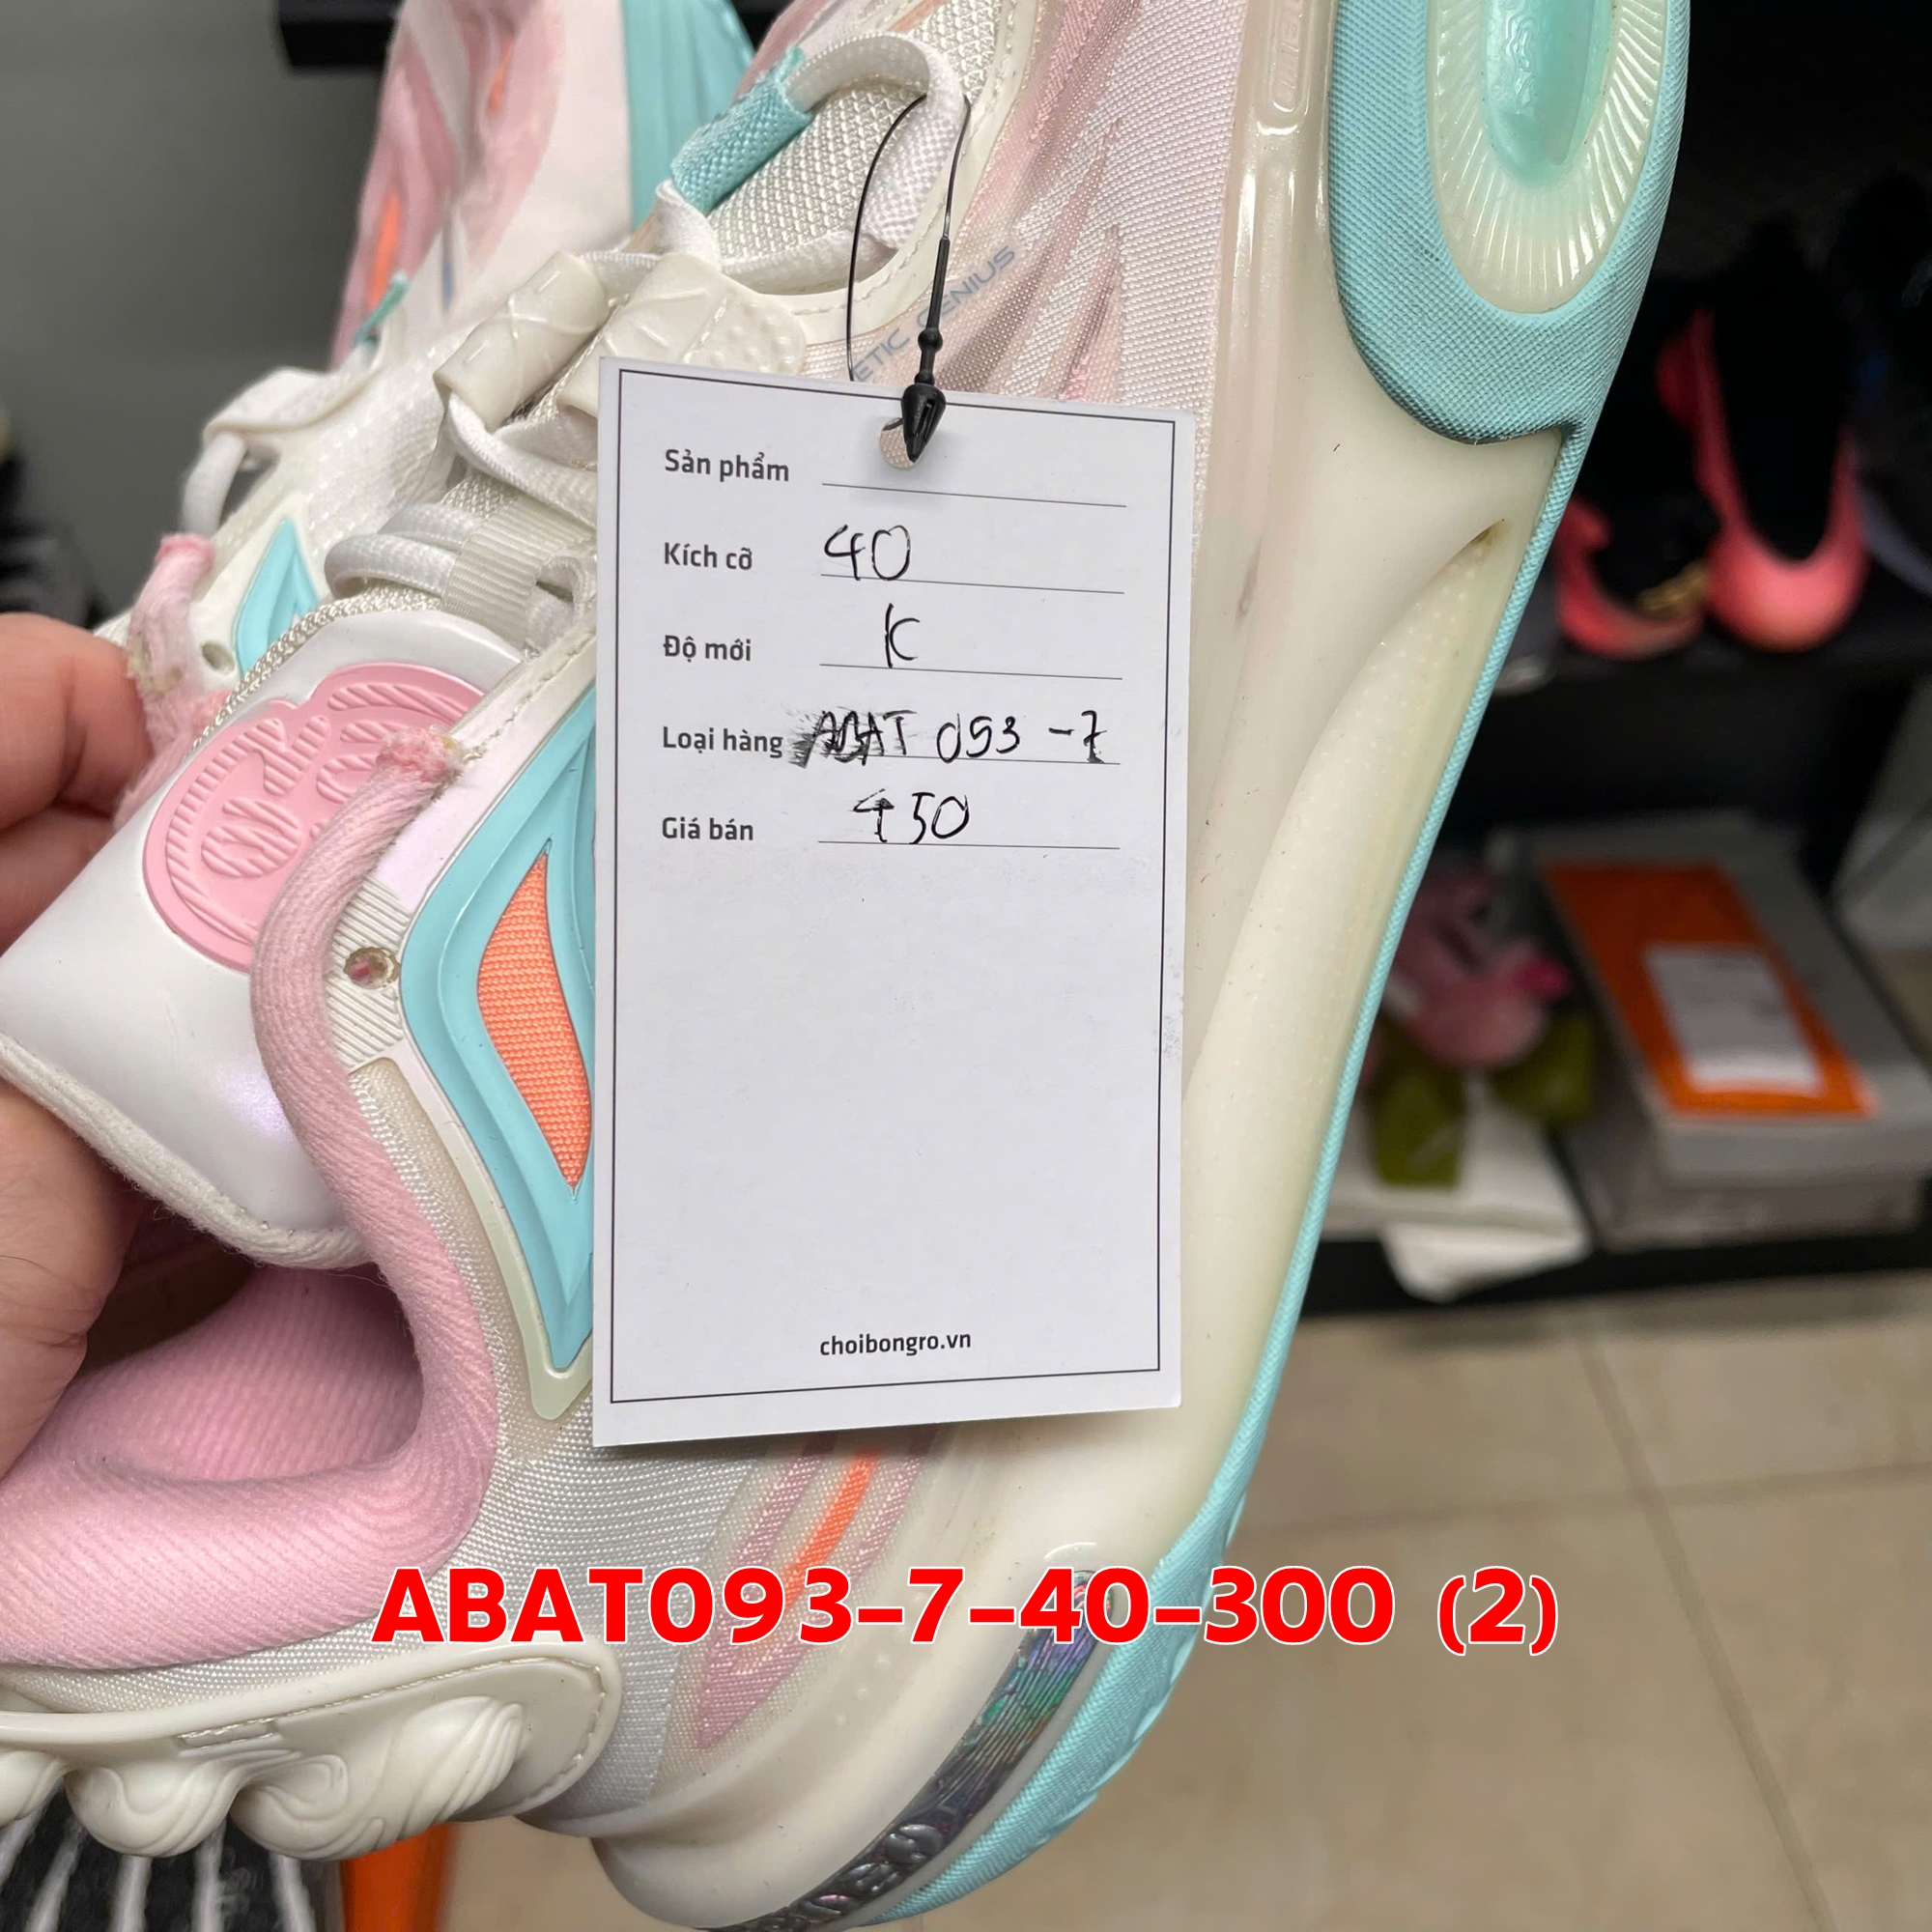 ETIC GENIUS
Sản phẩm
Kích cỡ 40
Độ mới K
Loại hàng ABAT 093 -7
Giá bán 450
choibongro.vn
ABAT093-7-40-300 (2)